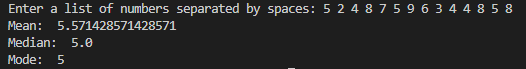 Enter a list of numbers separated by spaces: 5 2 4 8 7 5 9 6 3 4 4 8 5 8
Mean:  5.571428571428571
Median:  5.0
Mode:  5